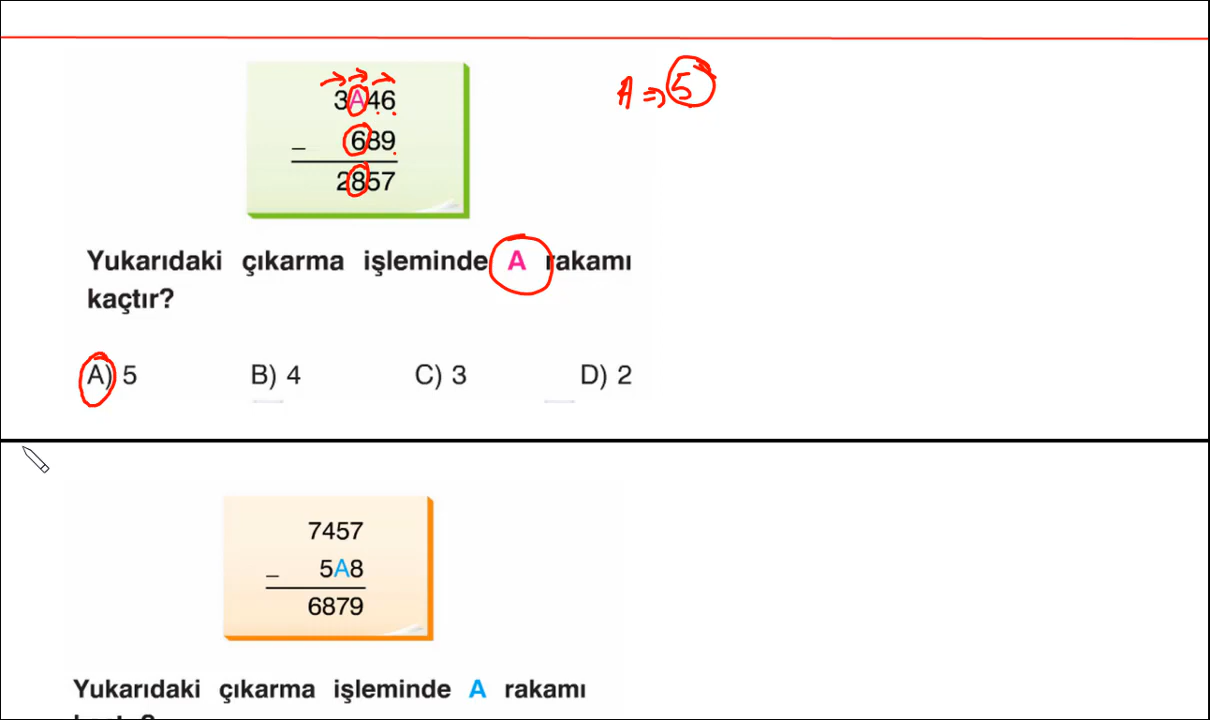 3A46
A ⇒ 5
_ 689
2857
Yukarıdaki çıkarma işleminde A rakamı
kaçtır?
A) 5 B) 4 C) 3 D) 2
7457
_ 5A8
6879
Yukarıdaki çıkarma işleminde A rakamı